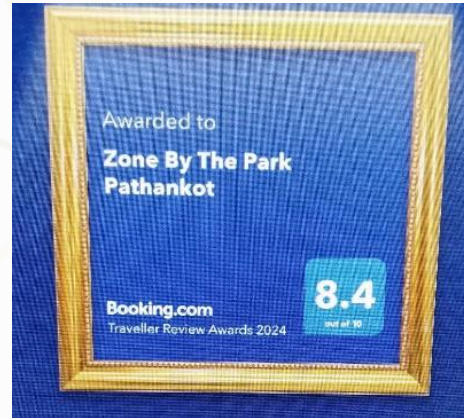 Awarded to
Zone By The Park
Pathankot
Booking.com
Traveller Review Awards 2024
8.4
out of 10